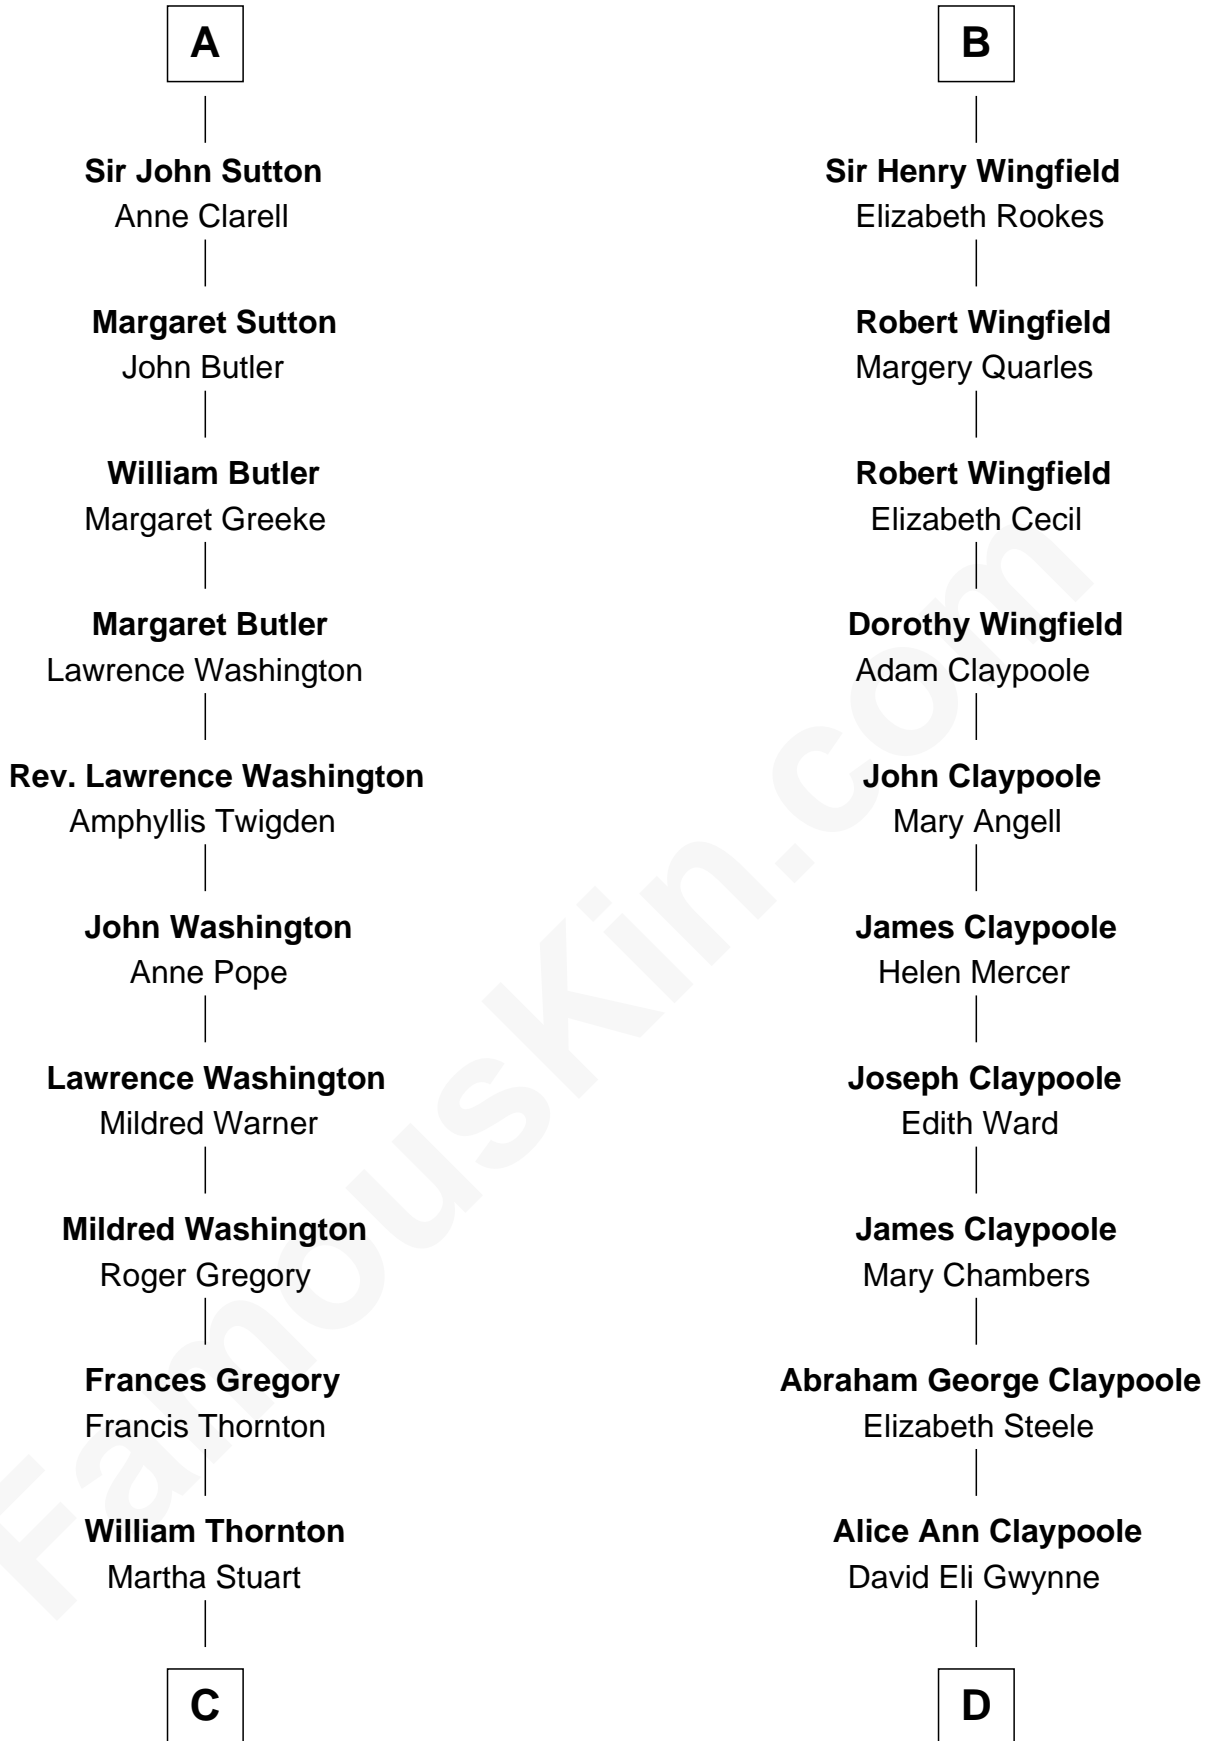 A
Sir John Sutton
Anne Clarell
Margaret Sutton
John Butler
William Butler
Margaret Greeke
Margaret Butler
Lawrence Washington
Rev. Lawrence Washington
Amphyllis Twigden
John Washington
Anne Pope
Lawrence Washington
Mildred Warner
Mildred Washington
Roger Gregory
Frances Gregory
Francis Thornton
William Thornton
Martha Stuart
C
B
Sir Henry Wingfield
Elizabeth Rookes
Robert Wingfield
Margery Quarles
Robert Wingfield
Elizabeth Cecil
Dorothy Wingfield
Adam Claypoole
John Claypoole
Mary Angell
James Claypoole
Helen Mercer
Joseph Claypoole
Edith Ward
James Claypoole
Mary Chambers
Abraham George Claypoole
Elizabeth Steele
Alice Ann Claypoole
David Eli Gwynne
D
FamousKin.com